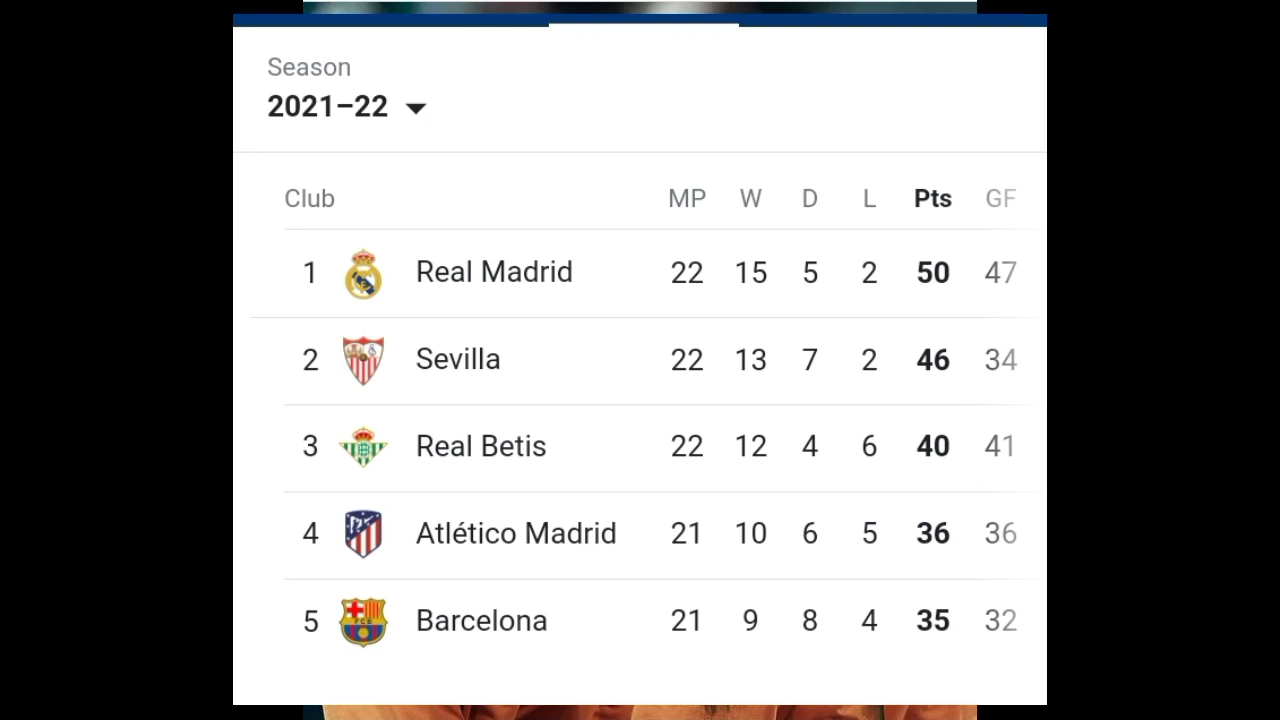 Season
2021–22
Club MP W D L Pts GF
1 Real Madrid 22 15 5 2 50 47
2 Sevilla 22 13 7 2 46 34
3 Real Betis 22 12 4 6 40 41
4 Atlético Madrid 21 10 6 5 36 36
5 Barcelona 21 9 8 4 35 32